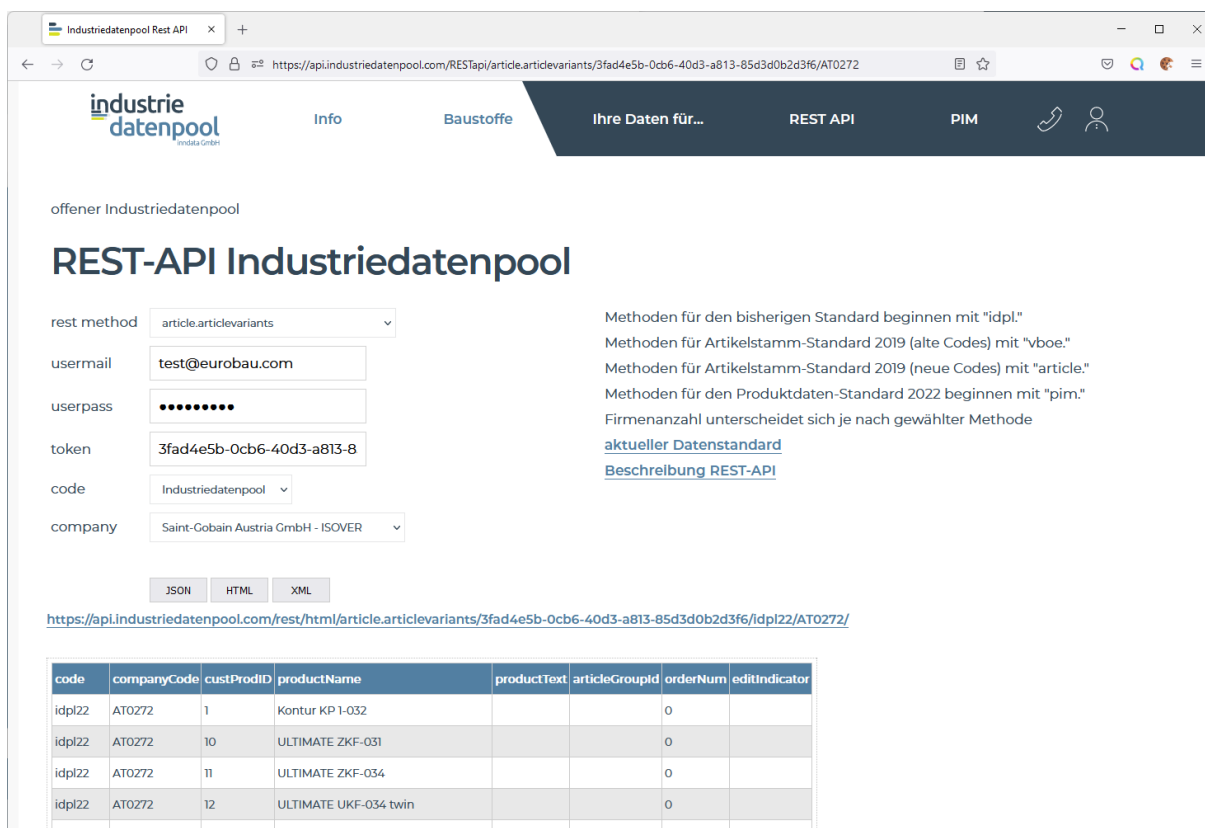 Industriedatenpool Rest API
https://api.industriedatenpool.com/RESTapi/article.articlevariants/3fad4e5b-0cb6-40d3-a813-85d3d0b2d3f6/AT0272
industrie
datenpool
inndata GmbH
Info
Baustoffe
Ihre Daten für...
REST API
PIM
offener Industriedatenpool
REST-API Industriedatenpool
rest method article.articlevariants
usermail test@eurobau.com
userpass •••••••••
token 3fad4e5b-0cb6-40d3-a813-8
code Industriedatenpool
company Saint-Gobain Austria GmbH - ISOVER
Methoden für den bisherigen Standard beginnen mit "idpl."
Methoden für Artikelstamm-Standard 2019 (alte Codes) mit "vboe."
Methoden für Artikelstamm-Standard 2019 (neue Codes) mit "article."
Methoden für den Produktdaten-Standard 2022 beginnen mit "pim."
Firmenanzahl unterscheidet sich je nach gewählter Methode
aktueller Datenstandard
Beschreibung REST-API
JSON HTML XML
https://api.industriedatenpool.com/rest/html/article.articlevariants/3fad4e5b-0cb6-40d3-a813-85d3d0b2d3f6/idpl22/AT0272/
code companyCode custProdID productName productText articleGroupId orderNum editIndicator
idpl22 AT0272 1 Kontur KP 1-032 0
idpl22 AT0272 10 ULTIMATE ZKF-031 0
idpl22 AT0272 11 ULTIMATE ZKF-034 0
idpl22 AT0272 12 ULTIMATE UKF-034 twin 0